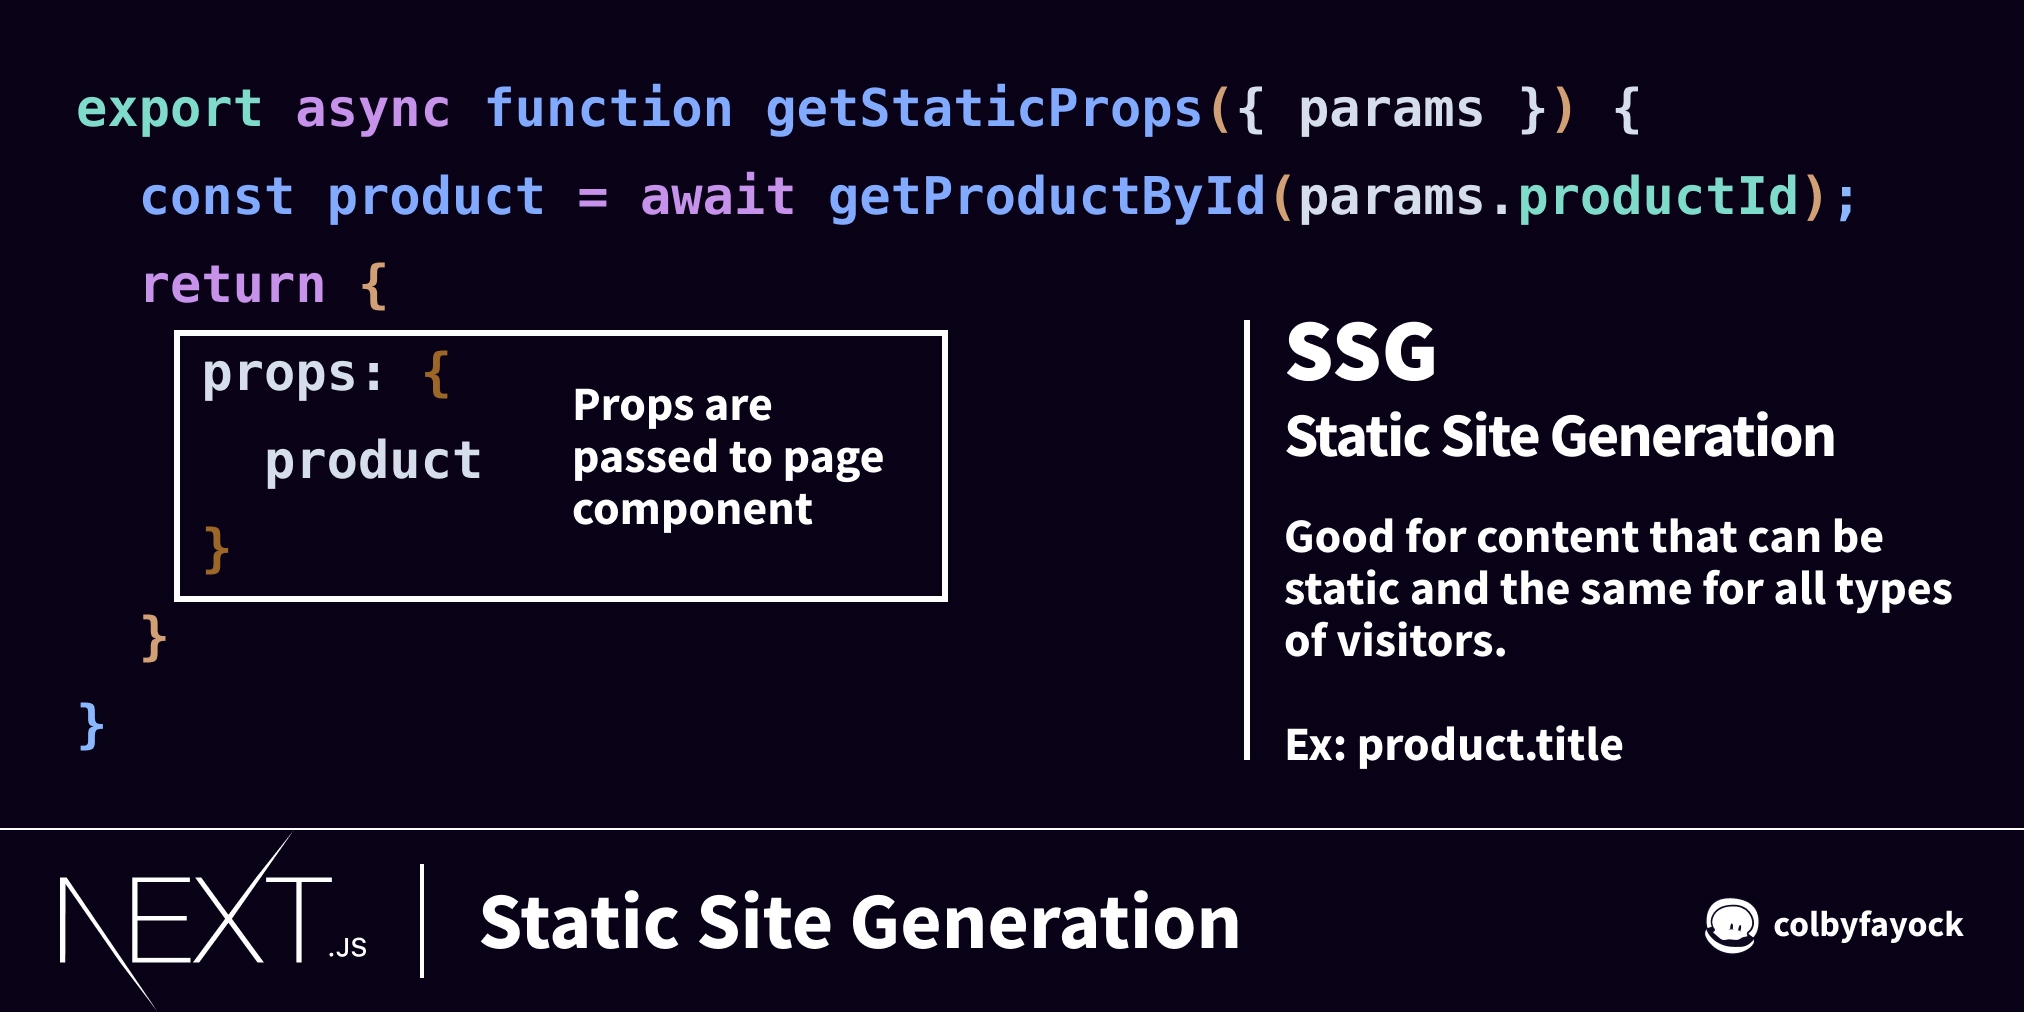 export async function getStaticProps({ params }) {
const product = await getProductById(params.productId);
return {
props: {
product
}
Props are
passed to page
component
}
}
SSG
Static Site Generation
Good for content that can be
static and the same for all types
of visitors.
Ex: product.title
NEXT.JS
Static Site Generation
colbyfayock